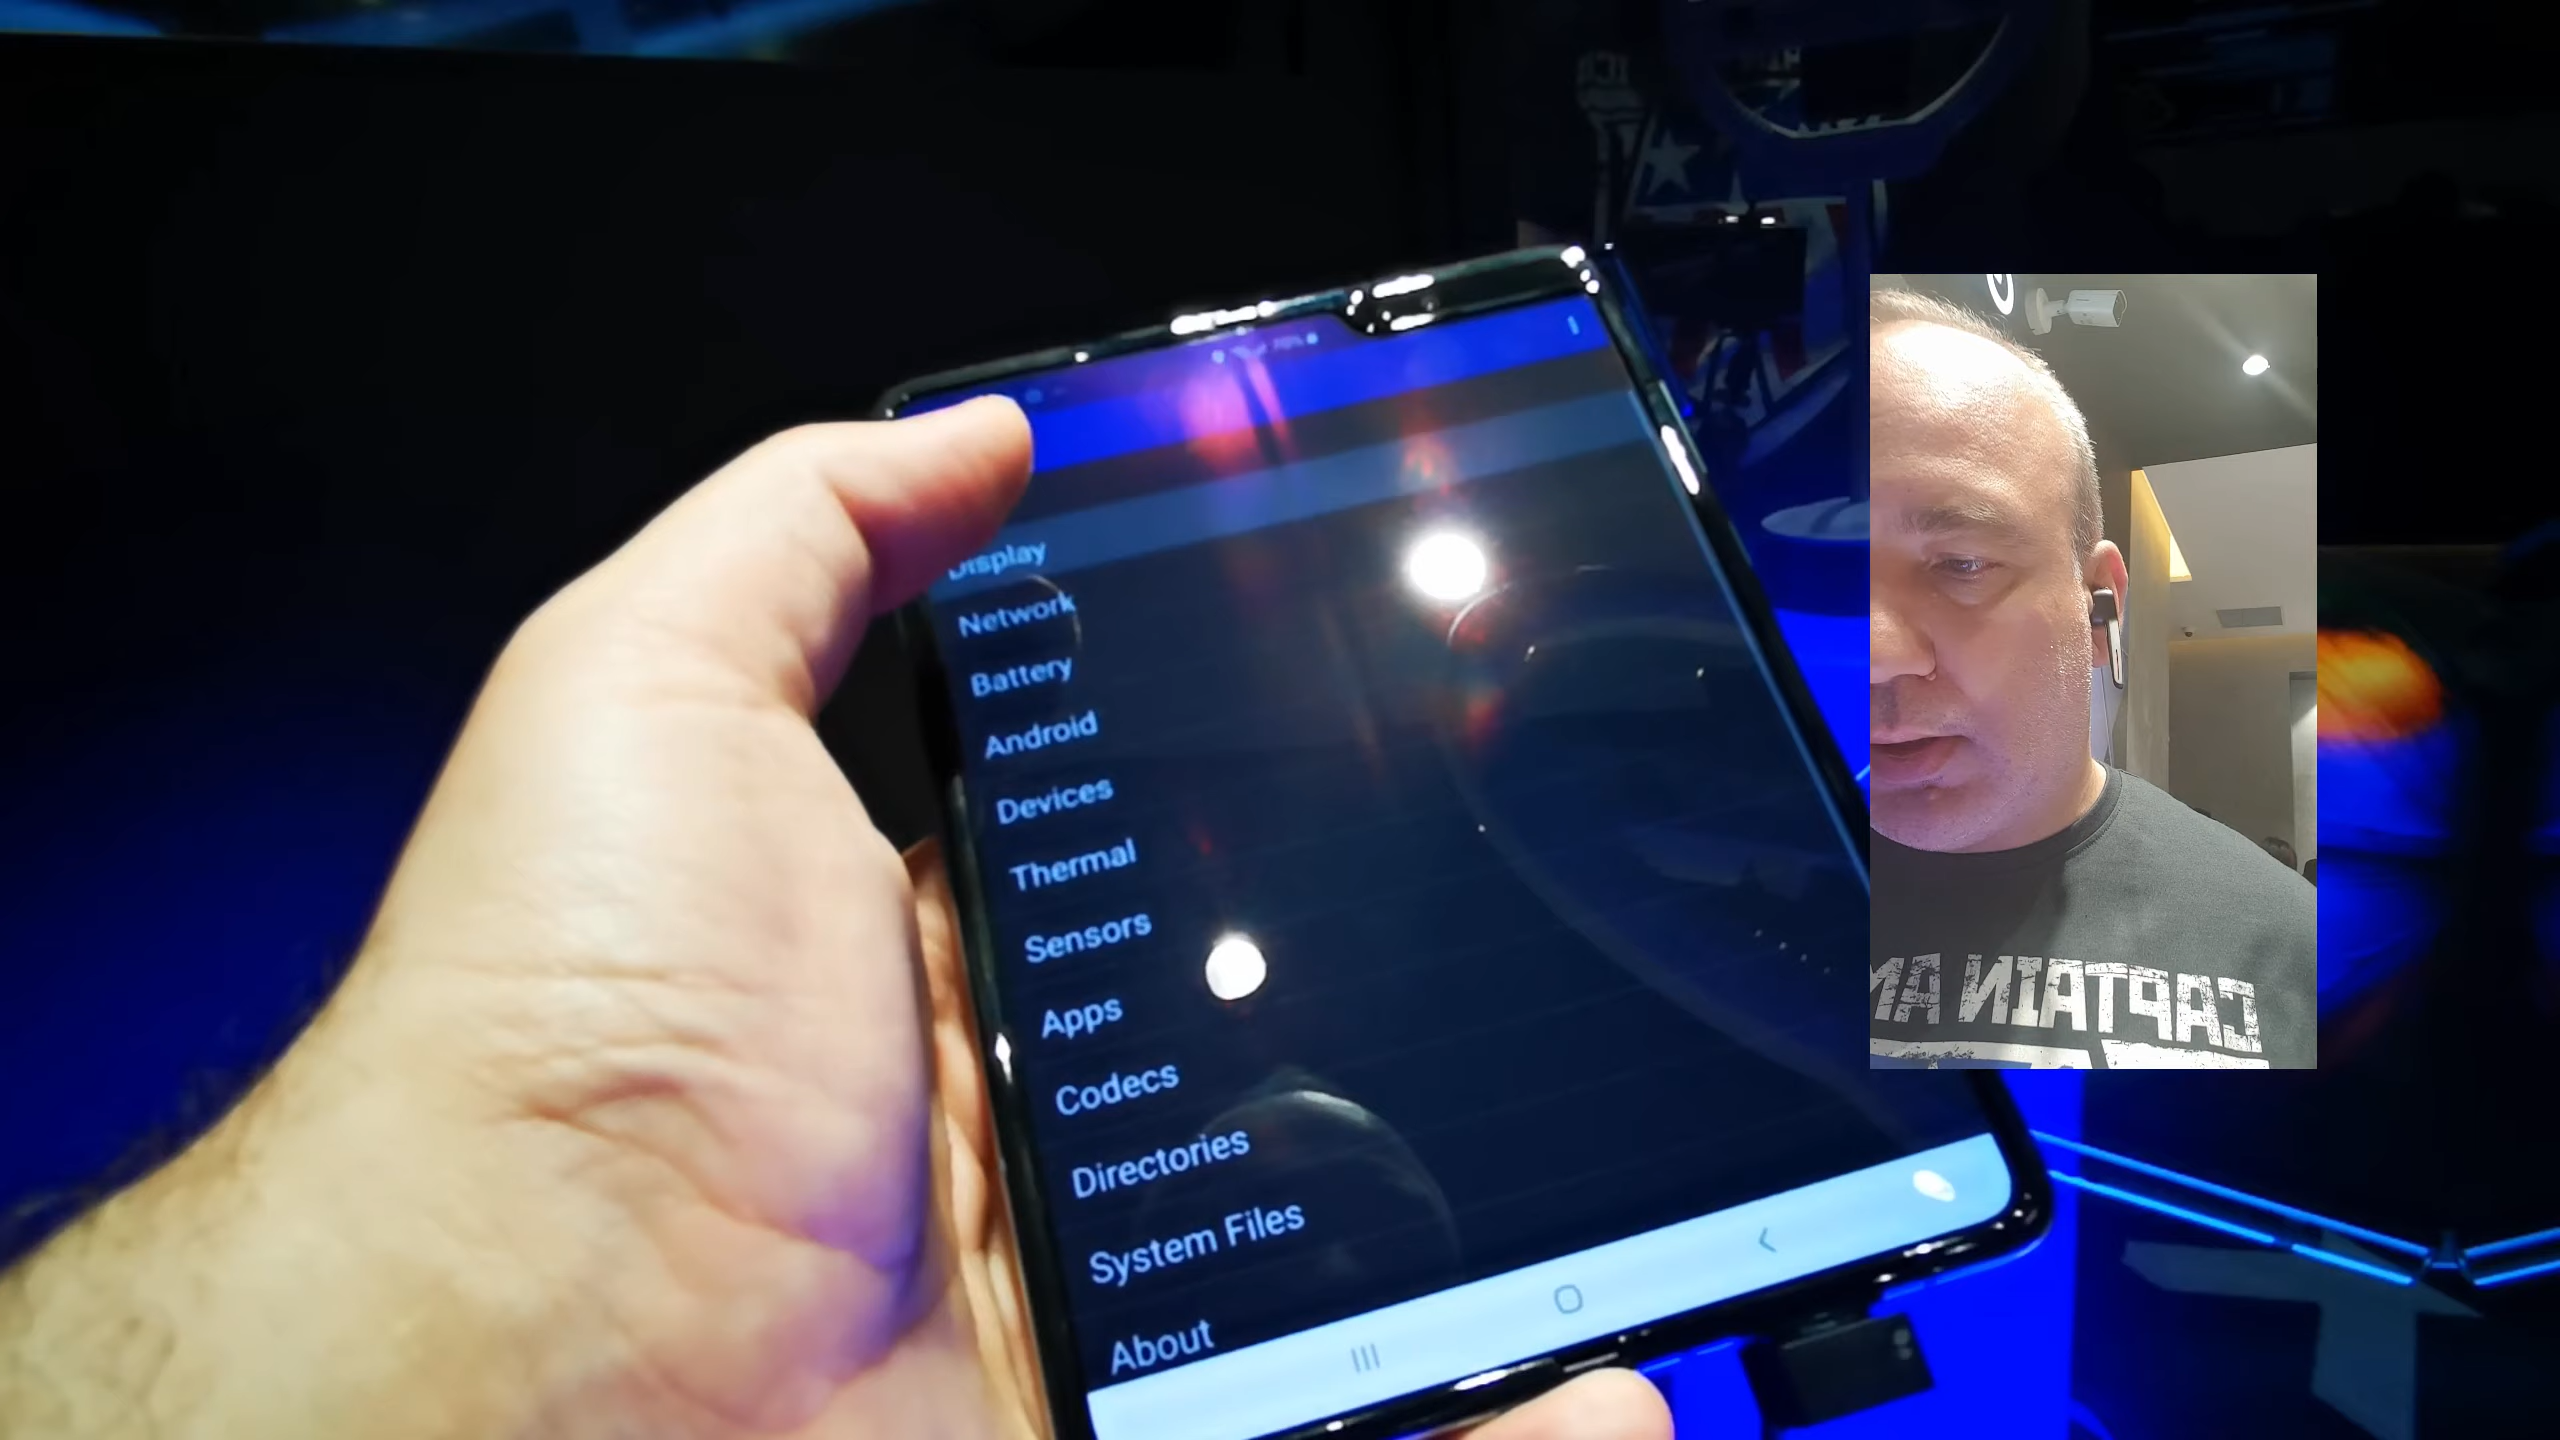 Display
Network
Battery
Android
Devices
Thermal
Sensors
Apps
Codecs
Directories
System Files
About
CAPTAIN AM